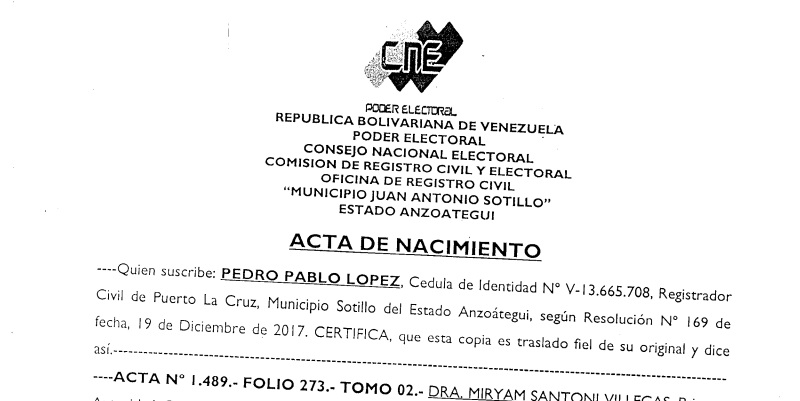 CNE
PODER ELECTORAL
REPUBLICA BOLIVARIANA DE VENEZUELA
PODER ELECTORAL
CONSEJO NACIONAL ELECTORAL
COMISION DE REGISTRO CIVIL Y ELECTORAL
OFICINA DE REGISTRO CIVIL
“MUNICIPIO JUAN ANTONIO SOTILLO”
ESTADO ANZOATEGUI
ACTA DE NACIMIENTO
----Quien suscribe: PEDRO PABLO LOPEZ, Cedula de Identidad N° V-13.665.708, Registrador
Civil de Puerto La Cruz, Municipio Sotillo del Estado Anzoátegui, según Resolución N° 169 de
fecha, 19 de Diciembre de 2017. CERTIFICA, que esta copia es traslado fiel de su original y dice
así.------------------------------------------------------------
----ACTA N° 1.489.- FOLIO 273.- TOMO 02.- DRA. MIRYAM SANTONI VILLEGAS,